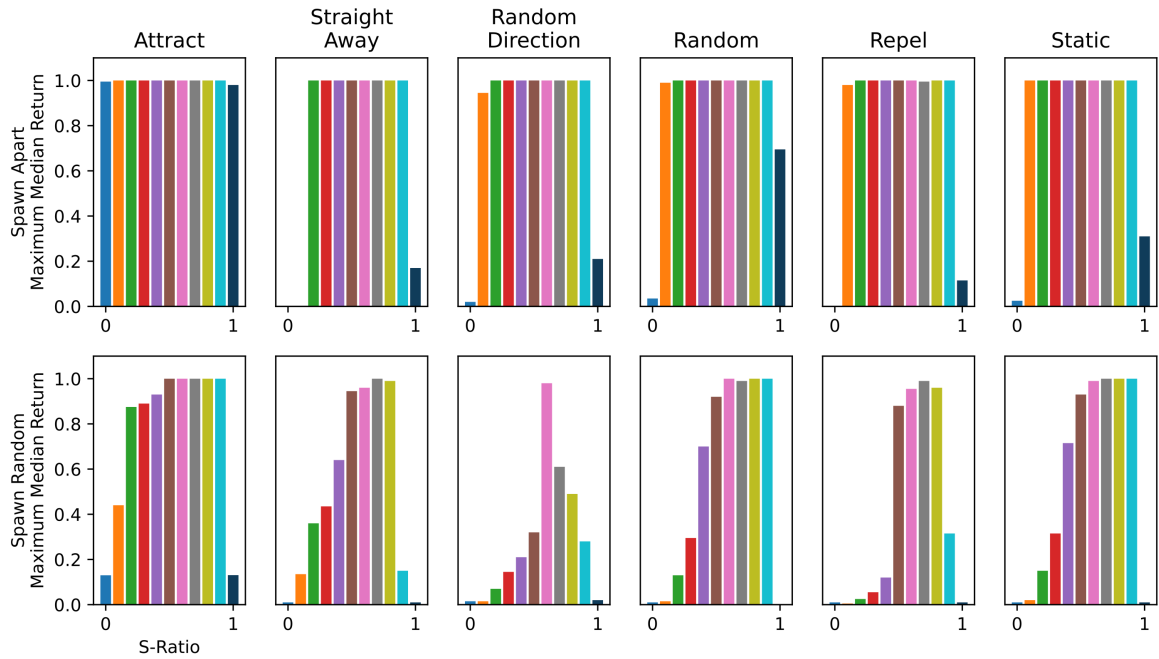 Attract
Straight
Away
Random
Direction
Random
Repel
Static
Spawn Apart
Maximum Median Return
1.0
0.8
0.6
0.4
0.2
0.0
0 1
0 1
0 1
0 1
0 1
0 1
Spawn Random
Maximum Median Return
1.0
0.8
0.6
0.4
0.2
0.0
0 1
0 1
0 1
0 1
0 1
0 1
S-Ratio